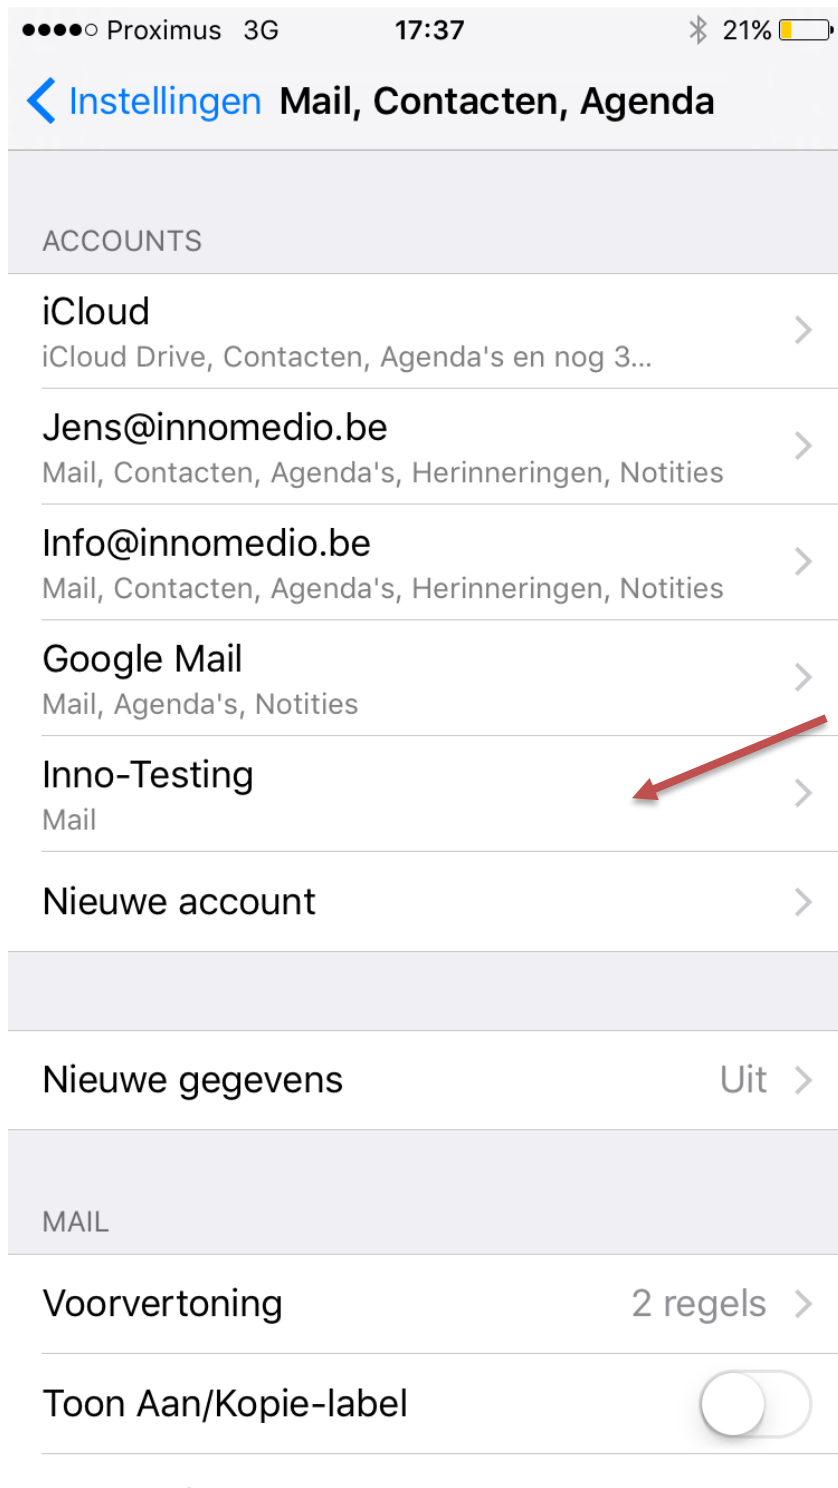 Proximus 3G 17:37 21%
Instellingen Mail, Contacten, Agenda
ACCOUNTS
iCloud
iCloud Drive, Contacten, Agenda's en nog 3...
Jens@innomedio.be
Mail, Contacten, Agenda's, Herinneringen, Notities
Info@innomedio.be
Mail, Contacten, Agenda's, Herinneringen, Notities
Google Mail
Mail, Agenda's, Notities
Inno-Testing
Mail
Nieuwe account
Nieuwe gegevens Uit
MAIL
Voorvertoning 2 regels
Toon Aan/Kopie-label